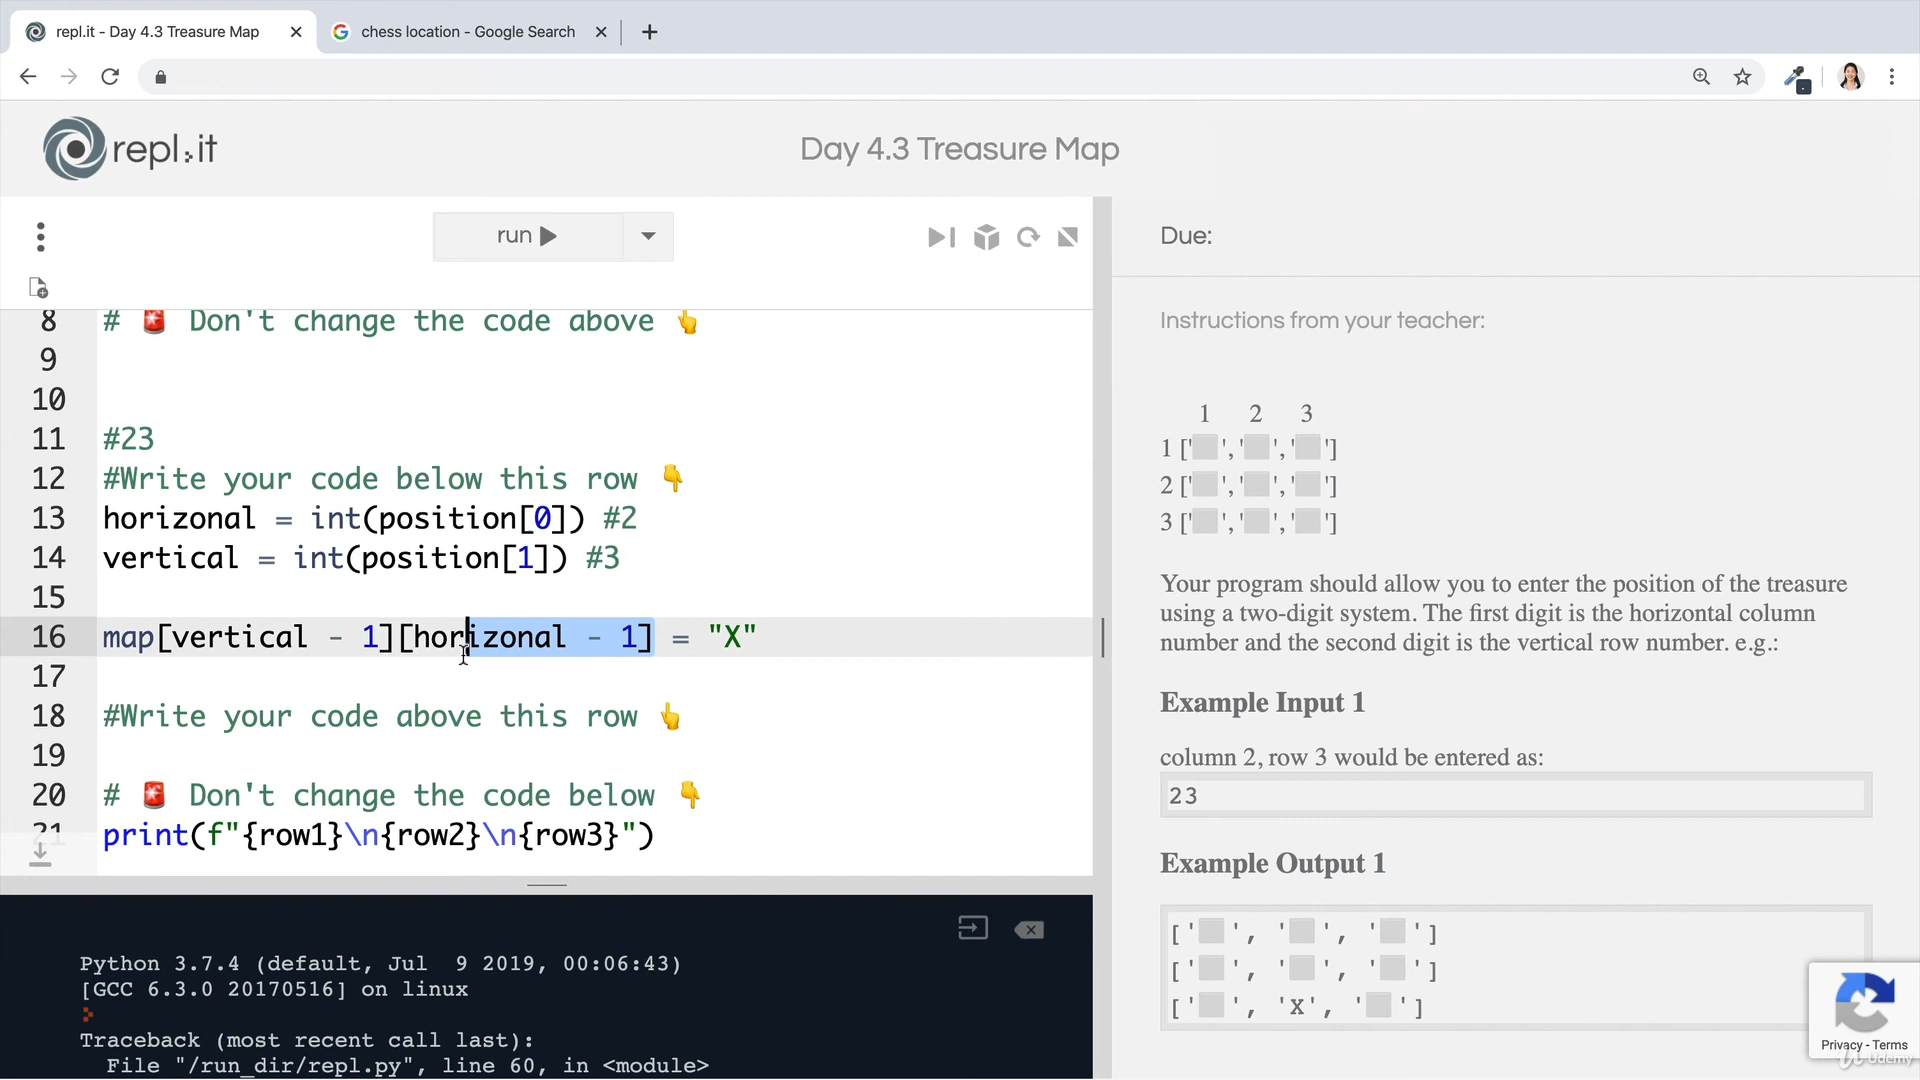 repl.it - Day 4.3 Treasure Map
chess location - Google Search
repl.it
Day 4.3 Treasure Map
run
Due:
8 # 🚨 Don't change the code above 👆
9
10
11 #23
12 #Write your code below this row 👇
13 horizonal = int(position[0]) #2
14 vertical = int(position[1]) #3
15
16 map[vertical - 1][horizonal - 1] = "X"
17
18 #Write your code above this row 👆
19
20 # 🚨 Don't change the code below 👇
21 print(f"{row1}\n{row2}\n{row3}")
Python 3.7.4 (default, Jul  9 2019, 00:06:43)
[GCC 6.3.0 20170516] on linux
Traceback (most recent call last):
File "/run_dir/repl.py", line 60, in <module>
Instructions from your teacher:
1 2 3
1 ['⬜️','⬜️','⬜️']
2 ['⬜️','⬜️','⬜️']
3 ['⬜️','⬜️','⬜️']
Your program should allow you to enter the position of the treasure
using a two-digit system. The first digit is the horizontal column
number and the second digit is the vertical row number. e.g.:
Example Input 1
column 2, row 3 would be entered as:
23
Example Output 1
['⬜️', '⬜️', '⬜️']
['⬜️', '⬜️', '⬜️']
['⬜️', 'X', '⬜️']
Privacy - Terms
Udemy